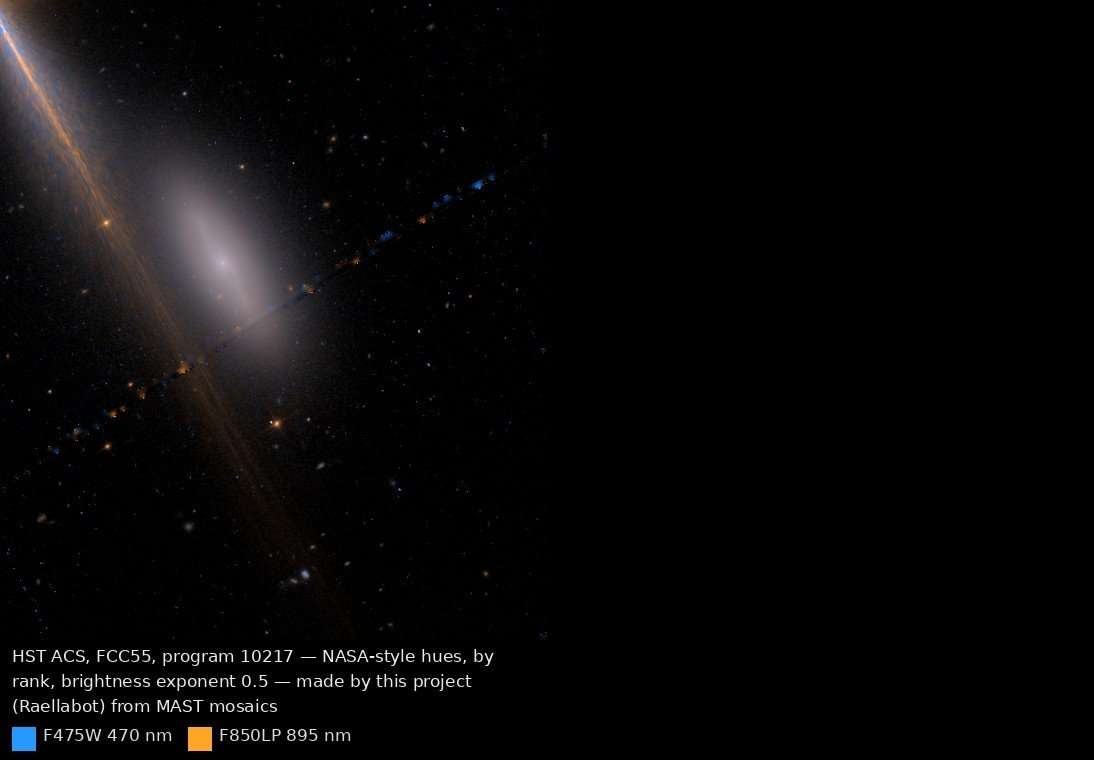 HST ACS, FCC55, program 10217 — NASA-style hues, by
rank, brightness exponent 0.5 — made by this project
(Raellabot) from MAST mosaics
F475W 470 nm F850LP 895 nm